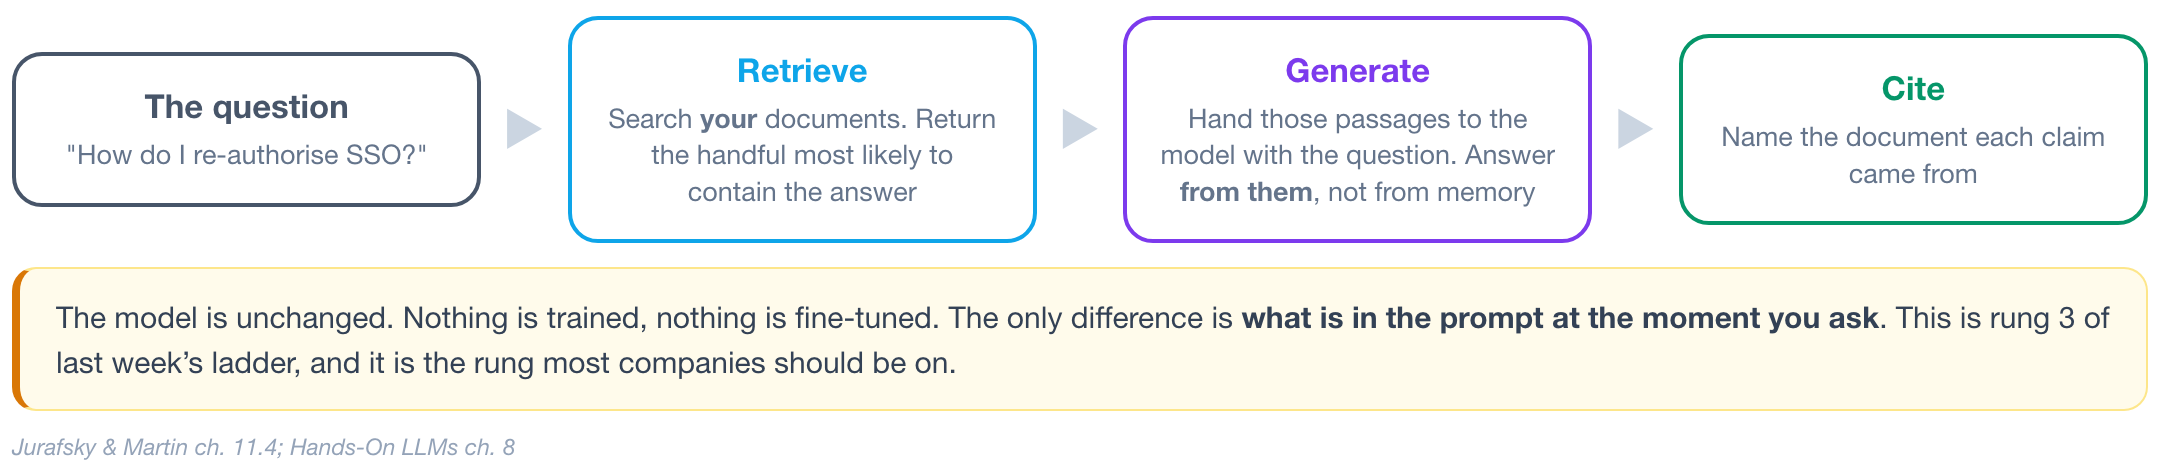 The question
"How do I re-authorise SSO?"
Retrieve
Search your documents. Return
the handful most likely to
contain the answer
Generate
Hand those passages to the
model with the question. Answer
from them, not from memory
Cite
Name the document each claim
came from
The model is unchanged. Nothing is trained, nothing is fine-tuned. The only difference is what is in the prompt at the moment you ask. This is rung 3 of
last week’s ladder, and it is the rung most companies should be on.
Jurafsky & Martin ch. 11.4; Hands-On LLMs ch. 8